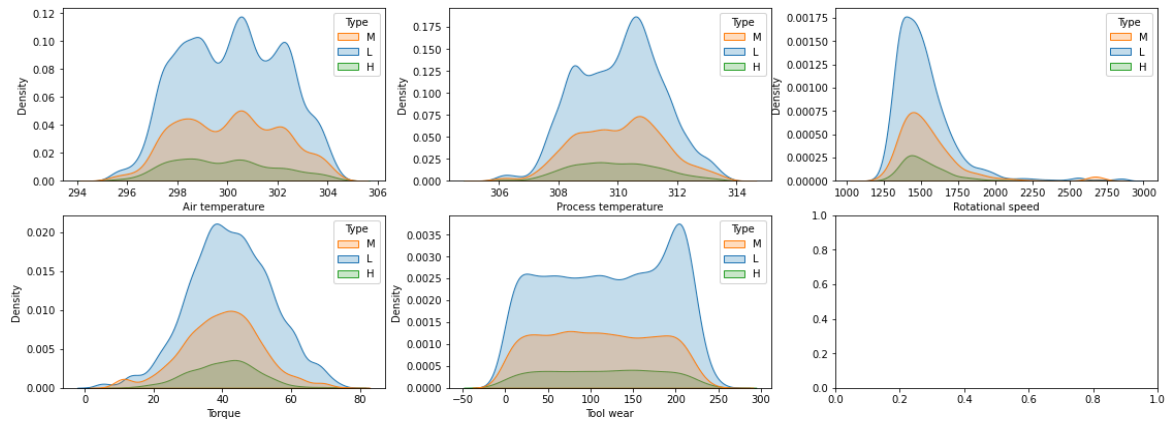 0.12
0.10
0.08
0.06
0.04
0.02
0.00
Density
294 296 298 300 302 304 306
Air temperature
Type
M
L
H
0.175
0.150
0.125
0.100
0.075
0.050
0.025
0.000
Density
306 308 310 312 314
Process temperature
Type
M
L
H
0.00175
0.00150
0.00125
0.00100
0.00075
0.00050
0.00025
0.00000
Density
1000 1250 1500 1750 2000 2250 2500 2750 3000
Rotational speed
Type
M
L
H
0.020
0.015
0.010
0.005
0.000
Density
0 20 40 60 80
Torque
Type
M
L
H
0.0035
0.0030
0.0025
0.0020
0.0015
0.0010
0.0005
0.0000
Density
−50 0 50 100 150 200 250 300
Tool wear
Type
M
L
H
1.0
0.8
0.6
0.4
0.2
0.0
0.0 0.2 0.4 0.6 0.8 1.0